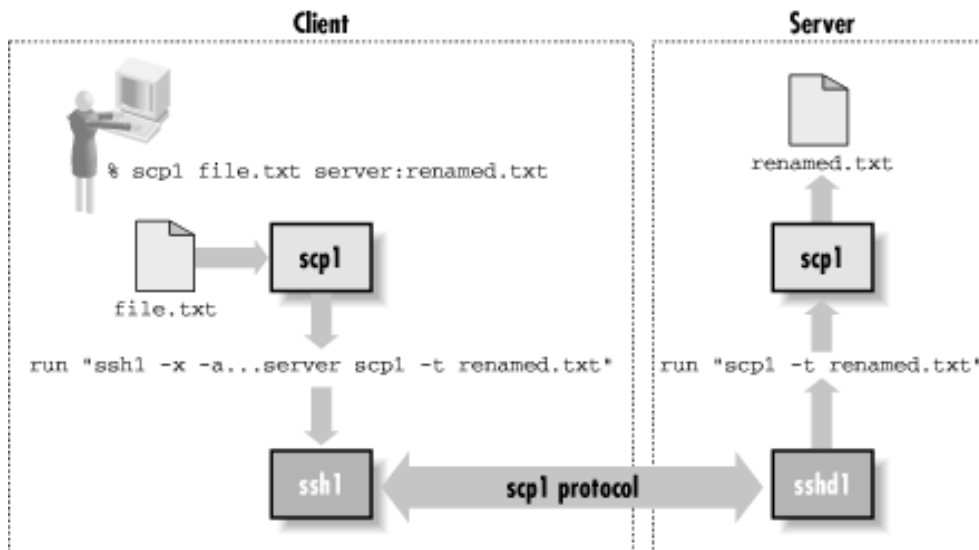 Client
Server
% scp1 file.txt server:renamed.txt
renamed.txt
scp1
scp1
file.txt
run "ssh1 -x -a...server scp1 -t renamed.txt"
run "scp1 -t renamed.txt"
ssh1
scp1 protocol
sshd1